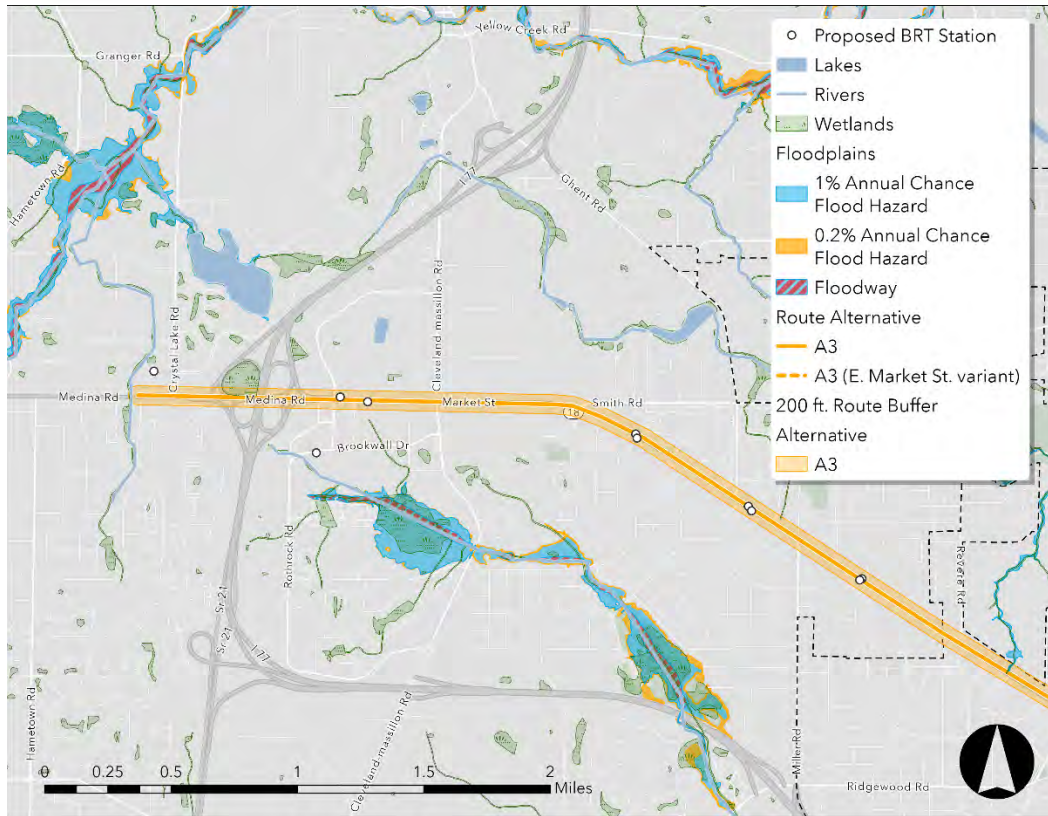 Yellow Creek Rd
Granger Rd
Proposed BRT Station
Lakes
Rivers
Wetlands
Floodplains
1% Annual Chance
Flood Hazard
0.2% Annual Chance
Flood Hazard
Floodway
Route Alternative
A3
A3 (E. Market St. variant)
200 ft. Route Buffer
Alternative
A3
Hametown Rd
I 77
Ghent Rd
Cleveland-massillon Rd
Crystal Lake Rd
Medina Rd
Medina Rd
Market St
18
Smith Rd
Brookwall Dr
Rothrock Rd
Revere Rd
Sr 21
Sr 21
I 77
Hametown Rd
Cleveland-massillon Rd
Miller Rd
Ridgewood Rd
0 0.25 0.5 1 1.5 2
Miles